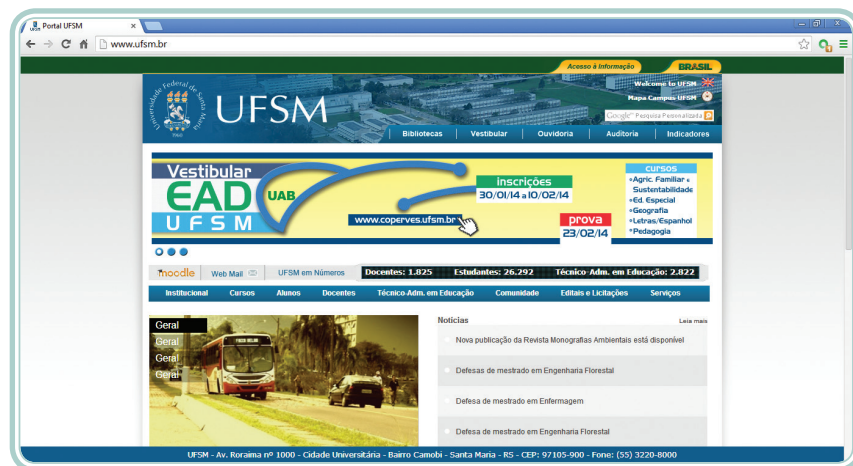 Portal UFSM
www.ufsm.br
Acesso à Informação
BRASIL
Universidade Federal de Santa Maria
1960
UFSM
Welcome to UFSM
Mapa Campus UFSM
Google™ Pesquisa Personalizada
Bibliotecas | Vestibular | Ouvidoria | Auditoria | Indicadores
Vestibular
EAD
UFSM
UAB
inscrições
30/01/14 a 10/02/14
www.coperves.ufsm.br
prova
23/02/14
cursos
Agric. Familiar e
Sustentabilidade
Ed. Especial
Geografia
Letras/Espanhol
Pedagogia
moodle
Web Mail
UFSM em Números
Docentes: 1.825 Estudantes: 26.292 Técnico-Adm. em Educação: 2.822
Institucional Cursos Alunos Docentes Técnico-Adm. em Educação Comunidade Editais e Licitações Serviços
Geral
Geral
Geral
Geral
Notícias
Leia mais
Nova publicação da Revista Monografias Ambientais está disponível
Defesas de mestrado em Engenharia Florestal
Defesa de mestrado em Enfermagem
Defesa de mestrado em Engenharia Florestal
UFSM - Av. Roraima nº 1000 - Cidade Universitária - Bairro Camobi - Santa Maria - RS - CEP: 97105-900 - Fone: (55) 3220-8000